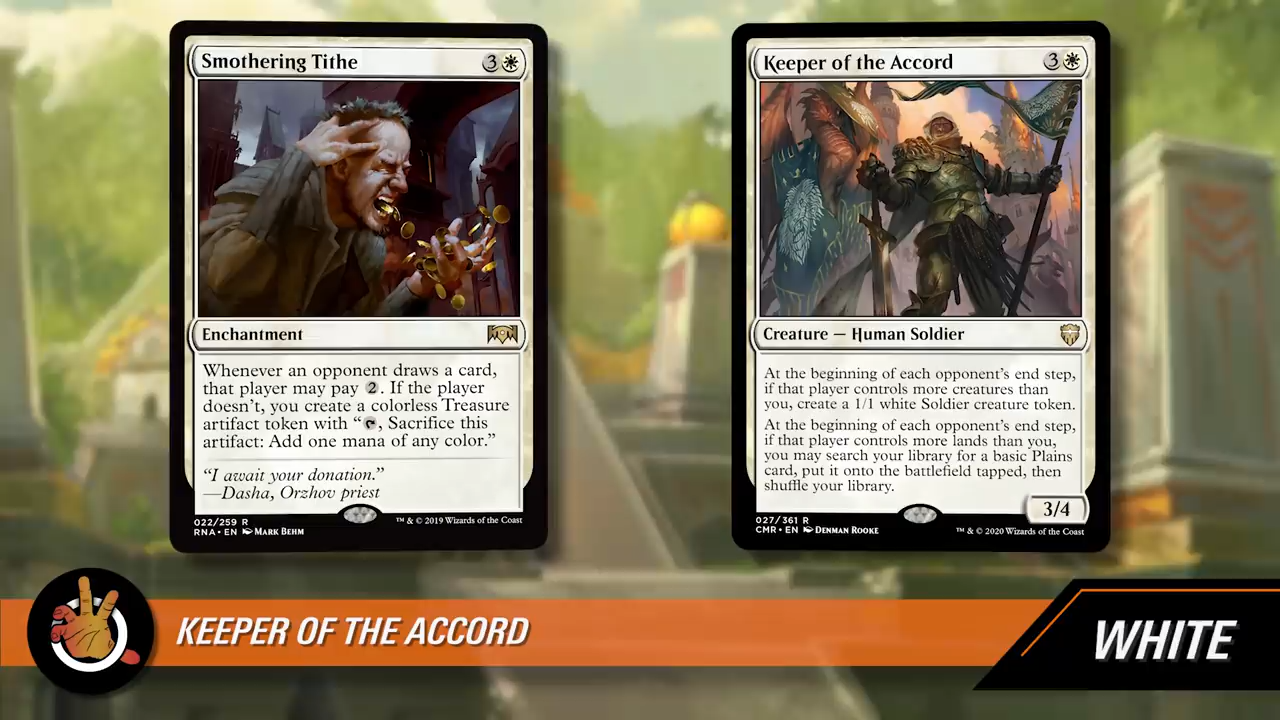 Smothering Tithe 3
Enchantment
Whenever an opponent draws a card,
that player may pay 2. If the player
doesn't, you create a colorless Treasure
artifact token with “, Sacrifice this
artifact: Add one mana of any color.”
“I await your donation.”
—Dasha, Orzhov priest
022/259 R
RNA • EN MARK BEHM
™ & © 2019 Wizards of the Coast
Keeper of the Accord 3
Creature — Human Soldier
At the beginning of each opponent's end step,
if that player controls more creatures than
you, create a 1/1 white Soldier creature token.
At the beginning of each opponent's end step,
if that player controls more lands than you,
you may search your library for a basic Plains
card, put it onto the battlefield tapped, then
shuffle your library.
3/4
027/361 R
CMR • EN DENMAN ROOKE
™ & © 2020 Wizards of the Coast
KEEPER OF THE ACCORD
WHITE